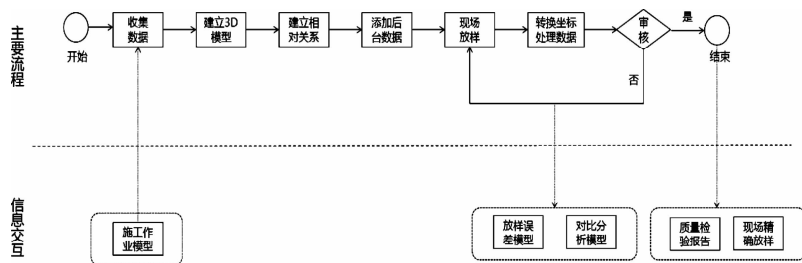 主要流程
开始
收集
数据
建立3D
模型
建立相
对关系
添加后
台数据
现场
放样
转换坐标
处理数据
审
核
是
否
结束
信息交互
施工作
业模型
放样误
差模型
对比分
析模型
质量检
验报告
现场精
确放样